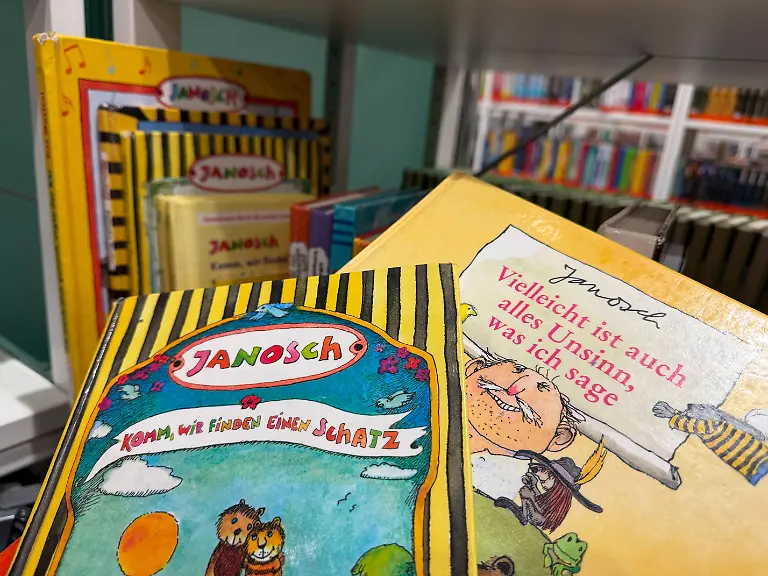 JANOSCH
JANOSCH
JANOSCH
Komm, wir finden
JANOSCH
KOMM, WIR FINDEN EINEN SCHATZ
Janosch
Vielleicht ist auch
alles Unsinn,
was ich sage